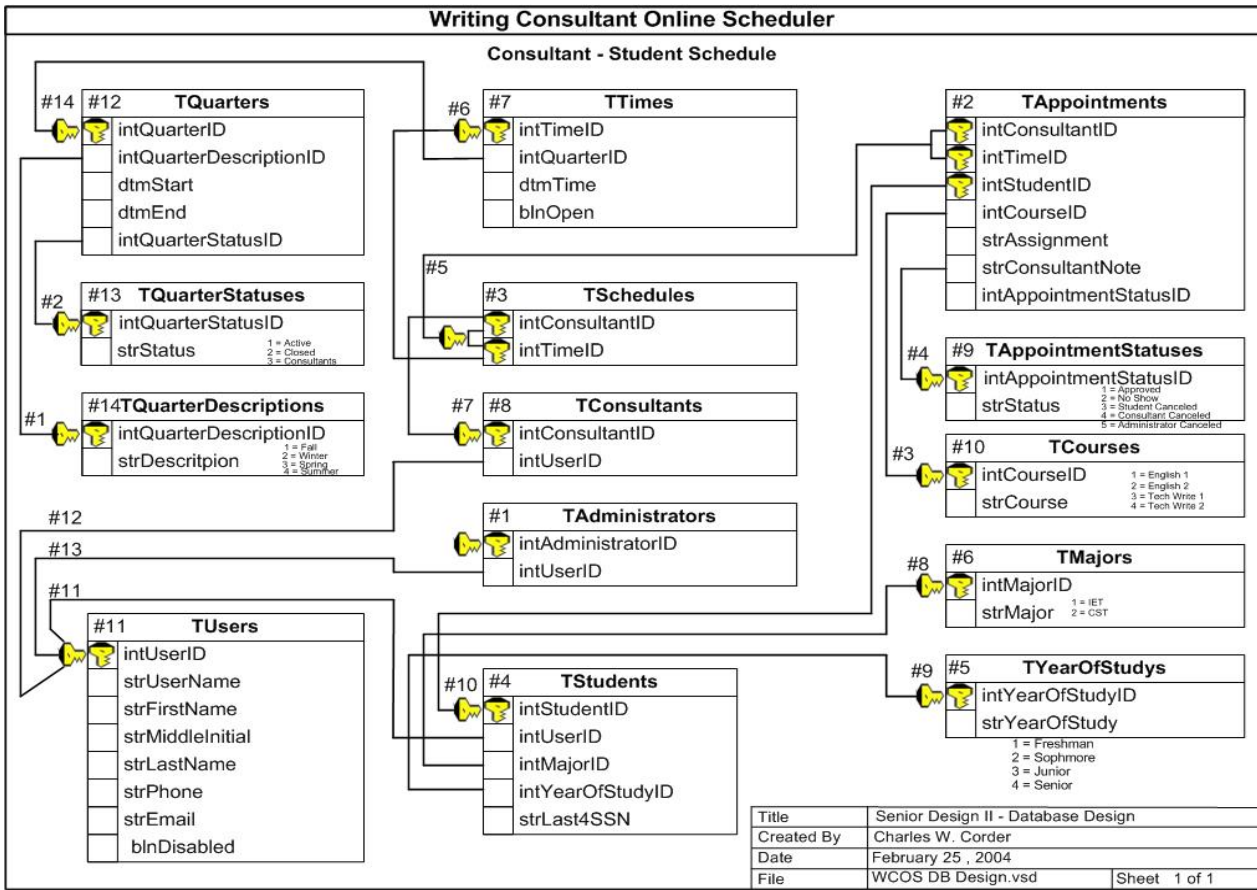 Writing Consultant Online Scheduler
Consultant - Student Schedule
#14 #12 TQuarters
intQuarterID
intQuarterDescriptionID
dtmStart
dtmEnd
intQuarterStatusID
#2 #13 TQuarterStatuses
intQuarterStatusID
strStatus
1 = Active
2 = Closed
3 = Consultants
#1 #14 TQuarterDescriptions
intQuarterDescriptionID
strDescritpion
1 = Fall
2 = Winter
3 = Spring
4 = Summer
#12
#13
#11
#11 TUsers
intUserID
strUserName
strFirstName
strMiddleInitial
strLastName
strPhone
strEmail
blnDisabled
#6 #7 TTimes
intTimeID
intQuarterID
dtmTime
blnOpen
#5
#3 TSchedules
intConsultantID
intTimeID
#7 #8 TConsultants
intConsultantID
intUserID
#1 TAdministrators
intAdministratorID
intUserID
#10 #4 TStudents
intStudentID
intUserID
intMajorID
intYearOfStudyID
strLast4SSN
#2 TAppointments
intConsultantID
intTimeID
intStudentID
intCourseID
strAssignment
strConsultantNote
intAppointmentStatusID
#4 #9 TAppointmentStatuses
intAppointmentStatusID
strStatus
1 = Approved
2 = No Show
3 = Student Canceled
4 = Consultant Canceled
5 = Administrator Canceled
#3 #10 TCourses
intCourseID
strCourse
1 = English 1
2 = English 2
3 = Tech Write 1
4 = Tech Write 2
#8 #6 TMajors
intMajorID
strMajor
1 = IET
2 = CST
#9 #5 TYearOfStudys
intYearOfStudyID
strYearOfStudy
1 = Freshman
2 = Sophmore
3 = Junior
4 = Senior
Title Senior Design II - Database Design
Created By Charles W. Corder
Date February 25 , 2004
File WCOS DB Design.vsd Sheet 1 of 1